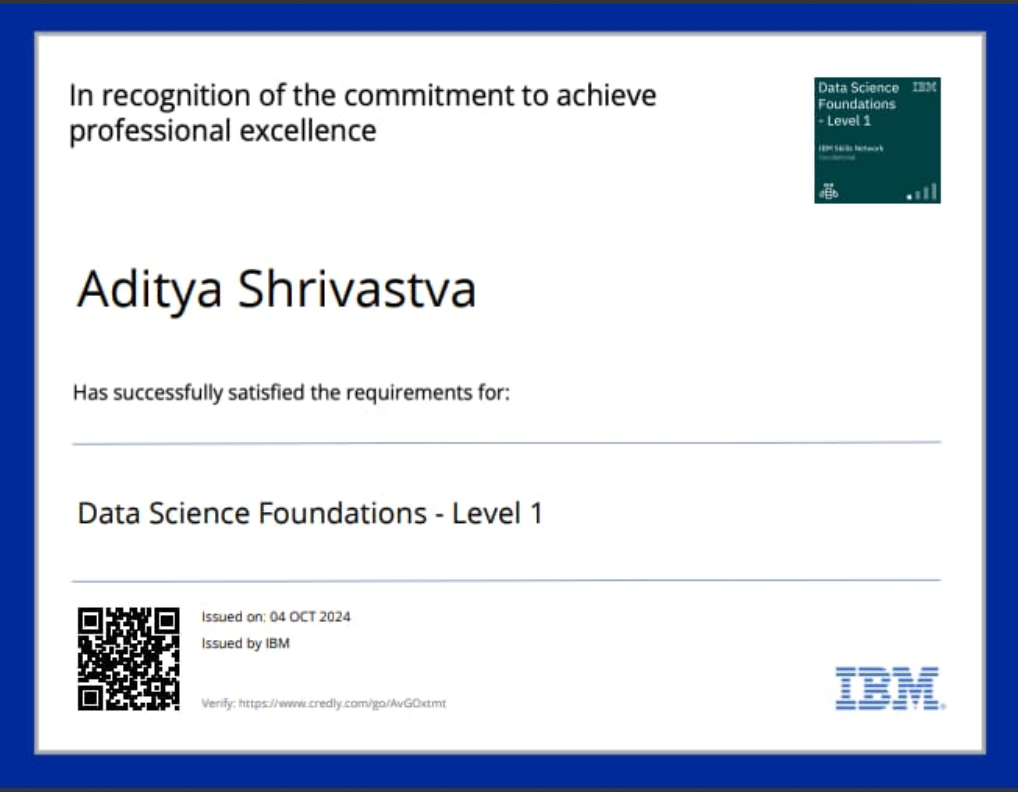 In recognition of the commitment to achieve
professional excellence
Data Science IBM
Foundations
- Level 1
IBM Skills Network
Aditya Shrivastva
Has successfully satisfied the requirements for:
Data Science Foundations - Level 1
Issued on: 04 OCT 2024
Issued by IBM
Verify: https://www.credly.com/go/AvGOxtmt
IBM